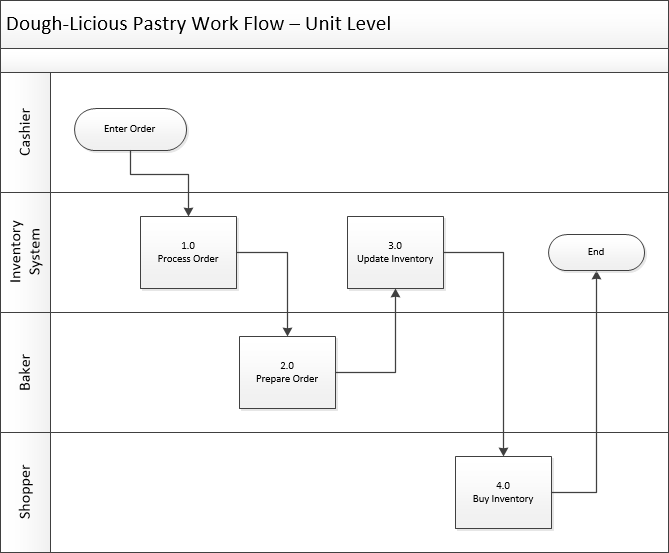 Dough-Licious Pastry Work Flow – Unit Level
Cashier
Enter Order
Inventory
System
1.0
Process Order
3.0
Update Inventory
End
Baker
2.0
Prepare Order
Shopper
4.0
Buy Inventory